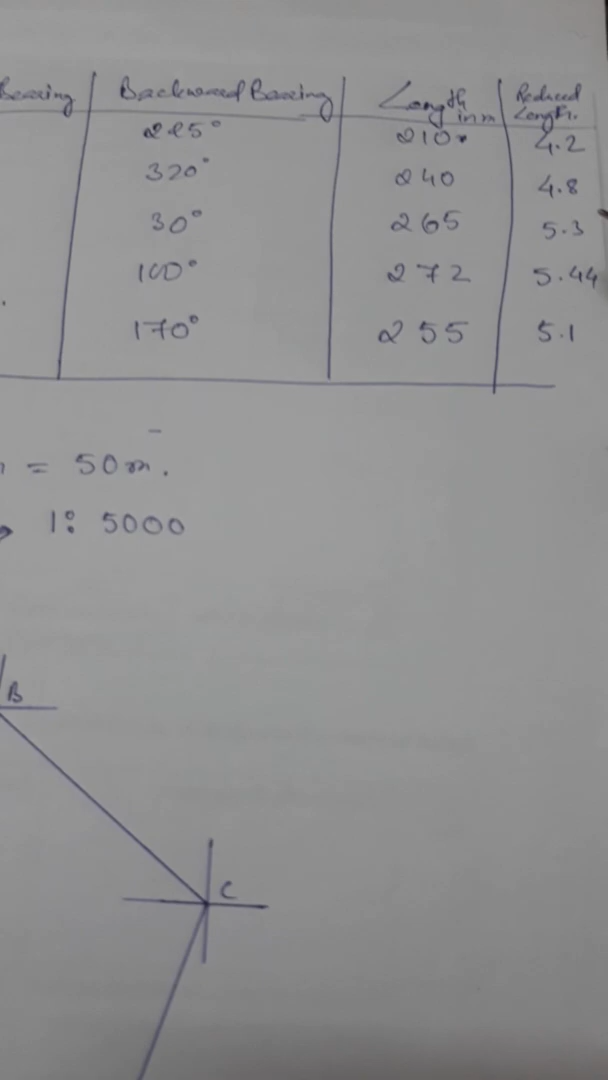 Bearing Backward Bearing Length in m Reduced Length.
225° 210 4.2
320° 240 4.8
30° 265 5.3
100° 272 5.44
170° 255 5.1
= 50 m.
1: 5000
B
C